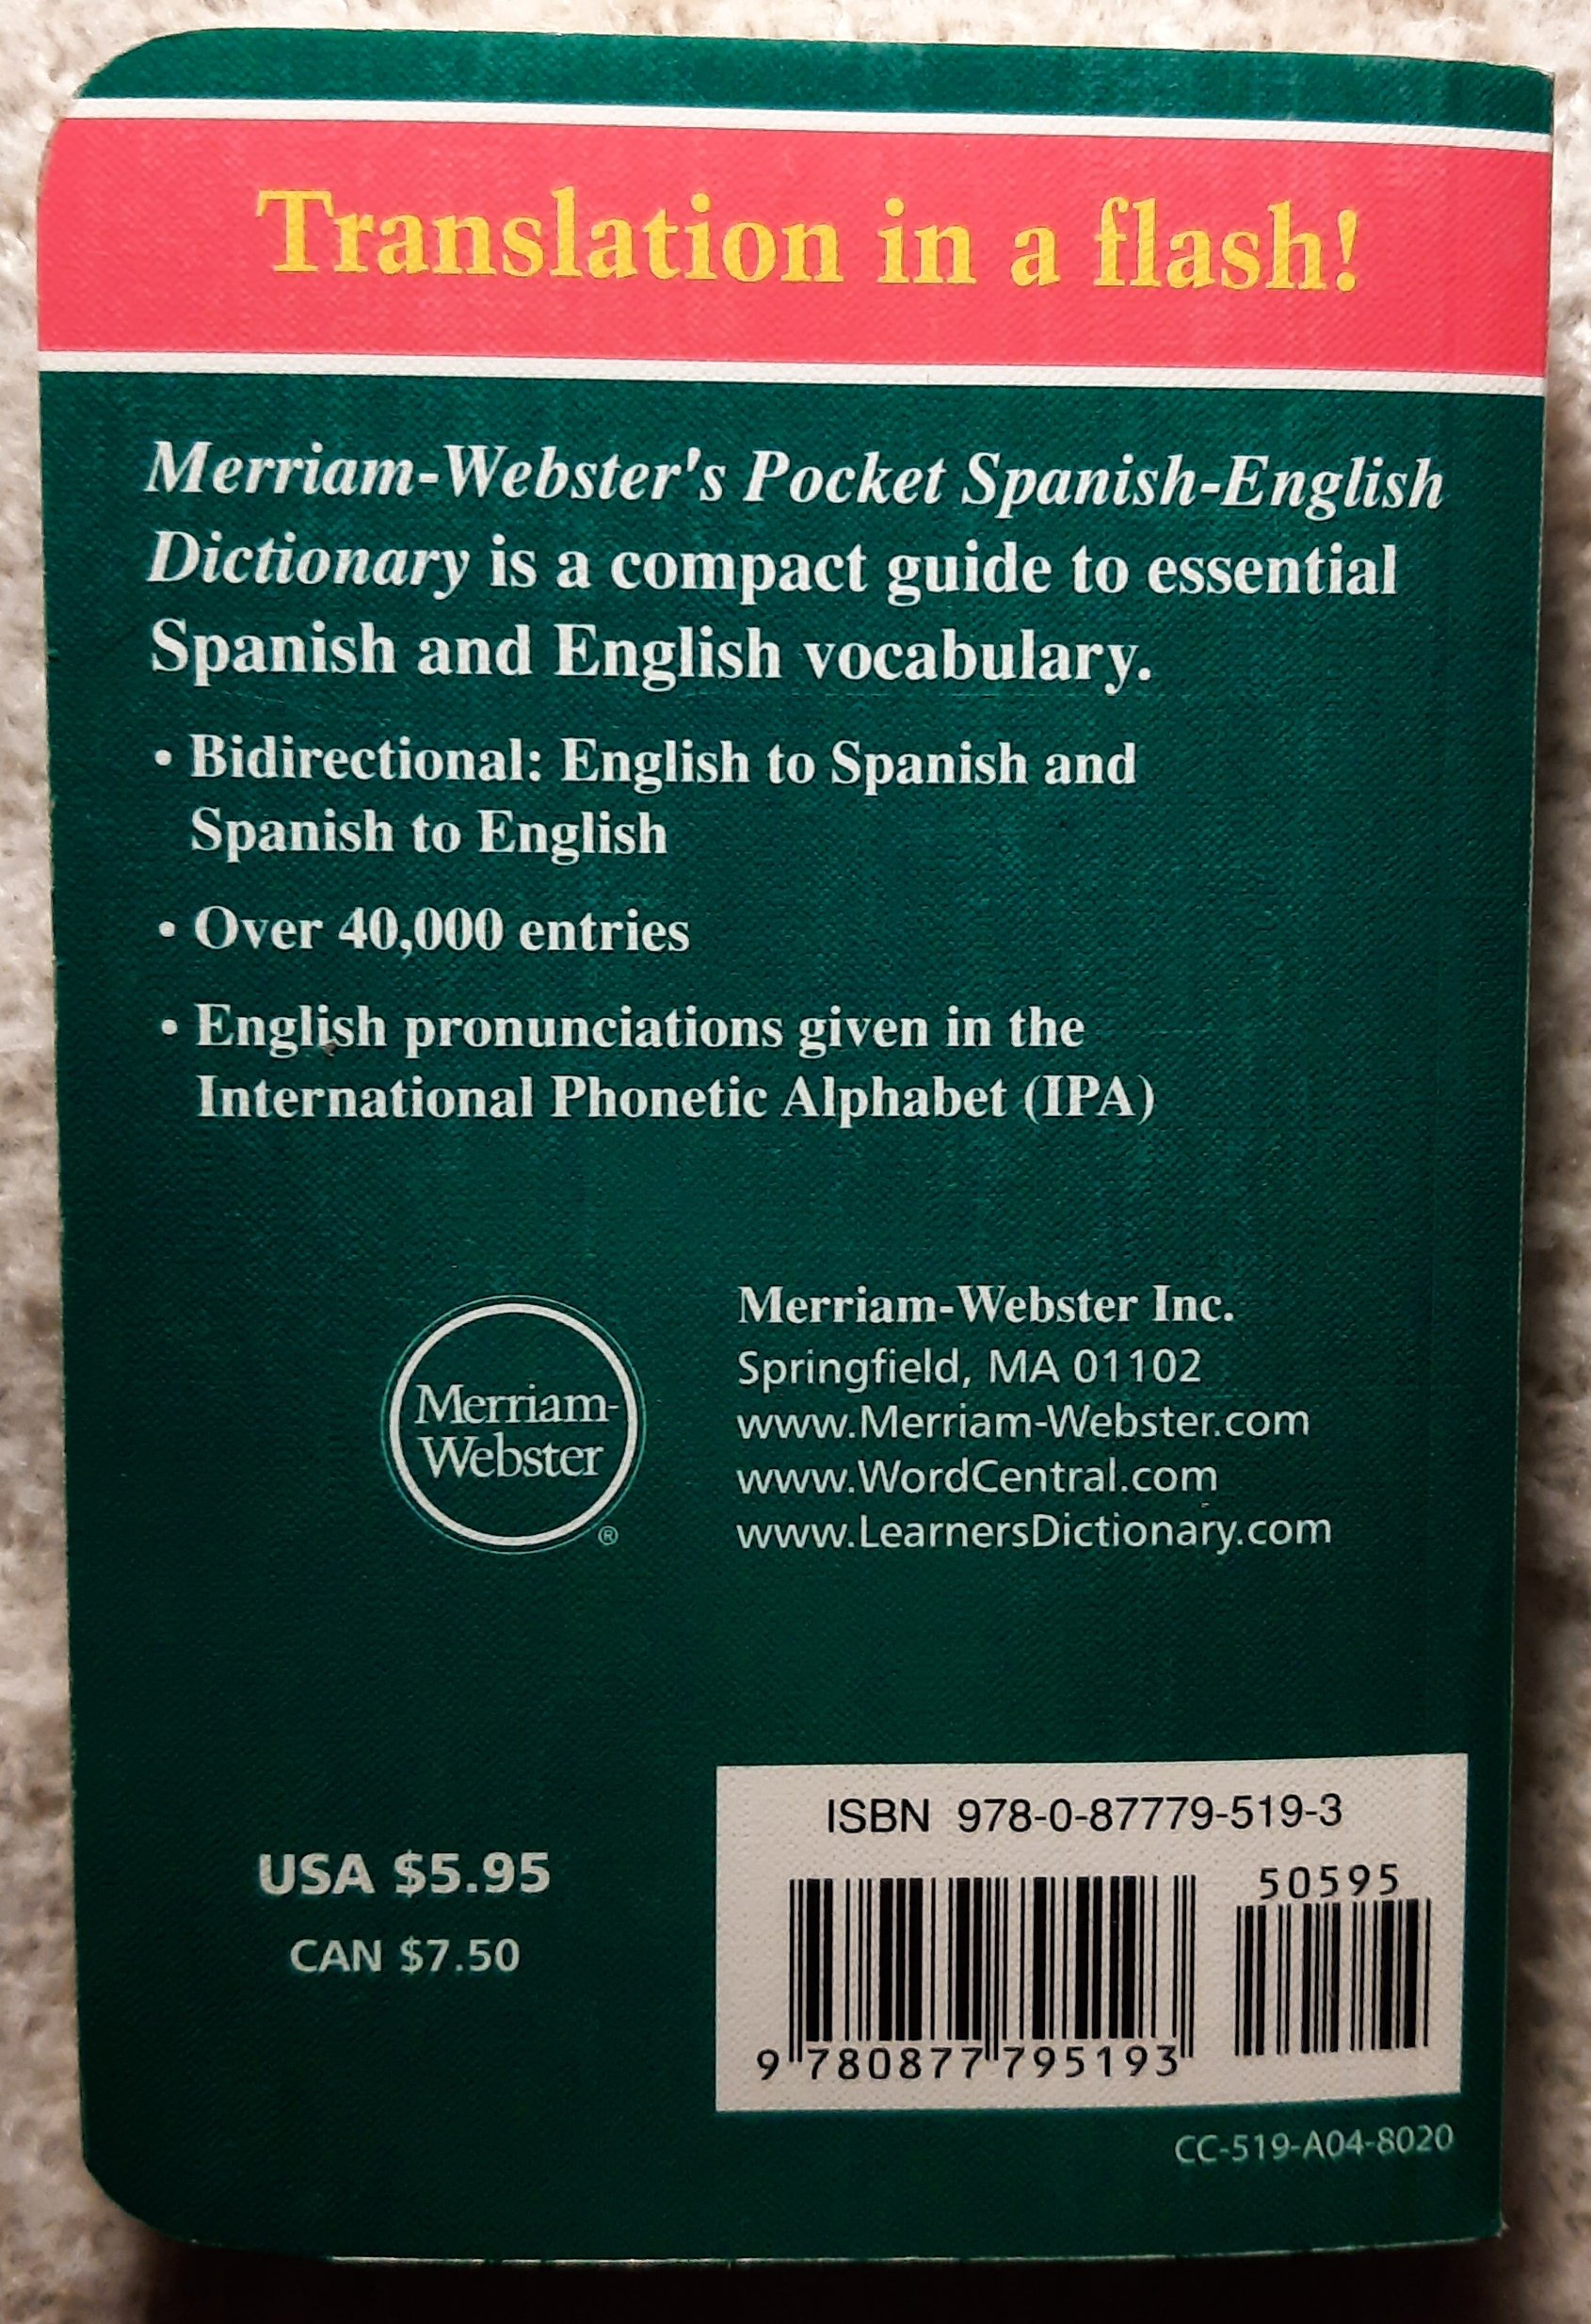 Translation in a flash!
Merriam-Webster's Pocket Spanish-English
Dictionary is a compact guide to essential
Spanish and English vocabulary.
• Bidirectional: English to Spanish and
Spanish to English
• Over 40,000 entries
• English pronunciations given in the
International Phonetic Alphabet (IPA)
Merriam-
Webster
®
Merriam-Webster Inc.
Springfield, MA 01102
www.Merriam-Webster.com
www.WordCentral.com
www.LearnersDictionary.com
USA $5.95
CAN $7.50
ISBN 978-0-87779-519-3
50595
9 780877 795193
CC-519-A04-8020